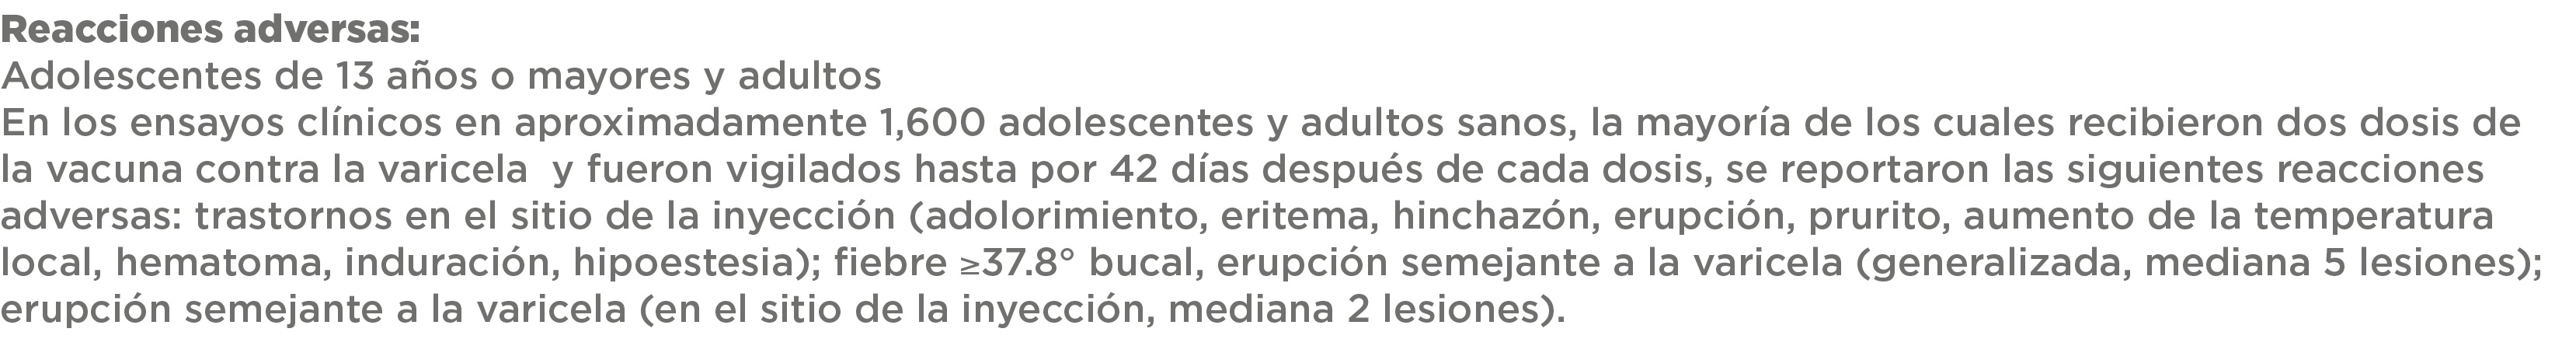 Reacciones adversas:
Adolescentes de 13 años o mayores y adultos
En los ensayos clínicos en aproximadamente 1,600 adolescentes y adultos sanos, la mayoría de los cuales recibieron dos dosis de
la vacuna contra la varicela  y fueron vigilados hasta por 42 días después de cada dosis, se reportaron las siguientes reacciones
adversas: trastornos en el sitio de la inyección (adolorimiento, eritema, hinchazón, erupción, prurito, aumento de la temperatura
local, hematoma, induración, hipoestesia); fiebre ≥37.8° bucal, erupción semejante a la varicela (generalizada, mediana 5 lesiones);
erupción semejante a la varicela (en el sitio de la inyección, mediana 2 lesiones).